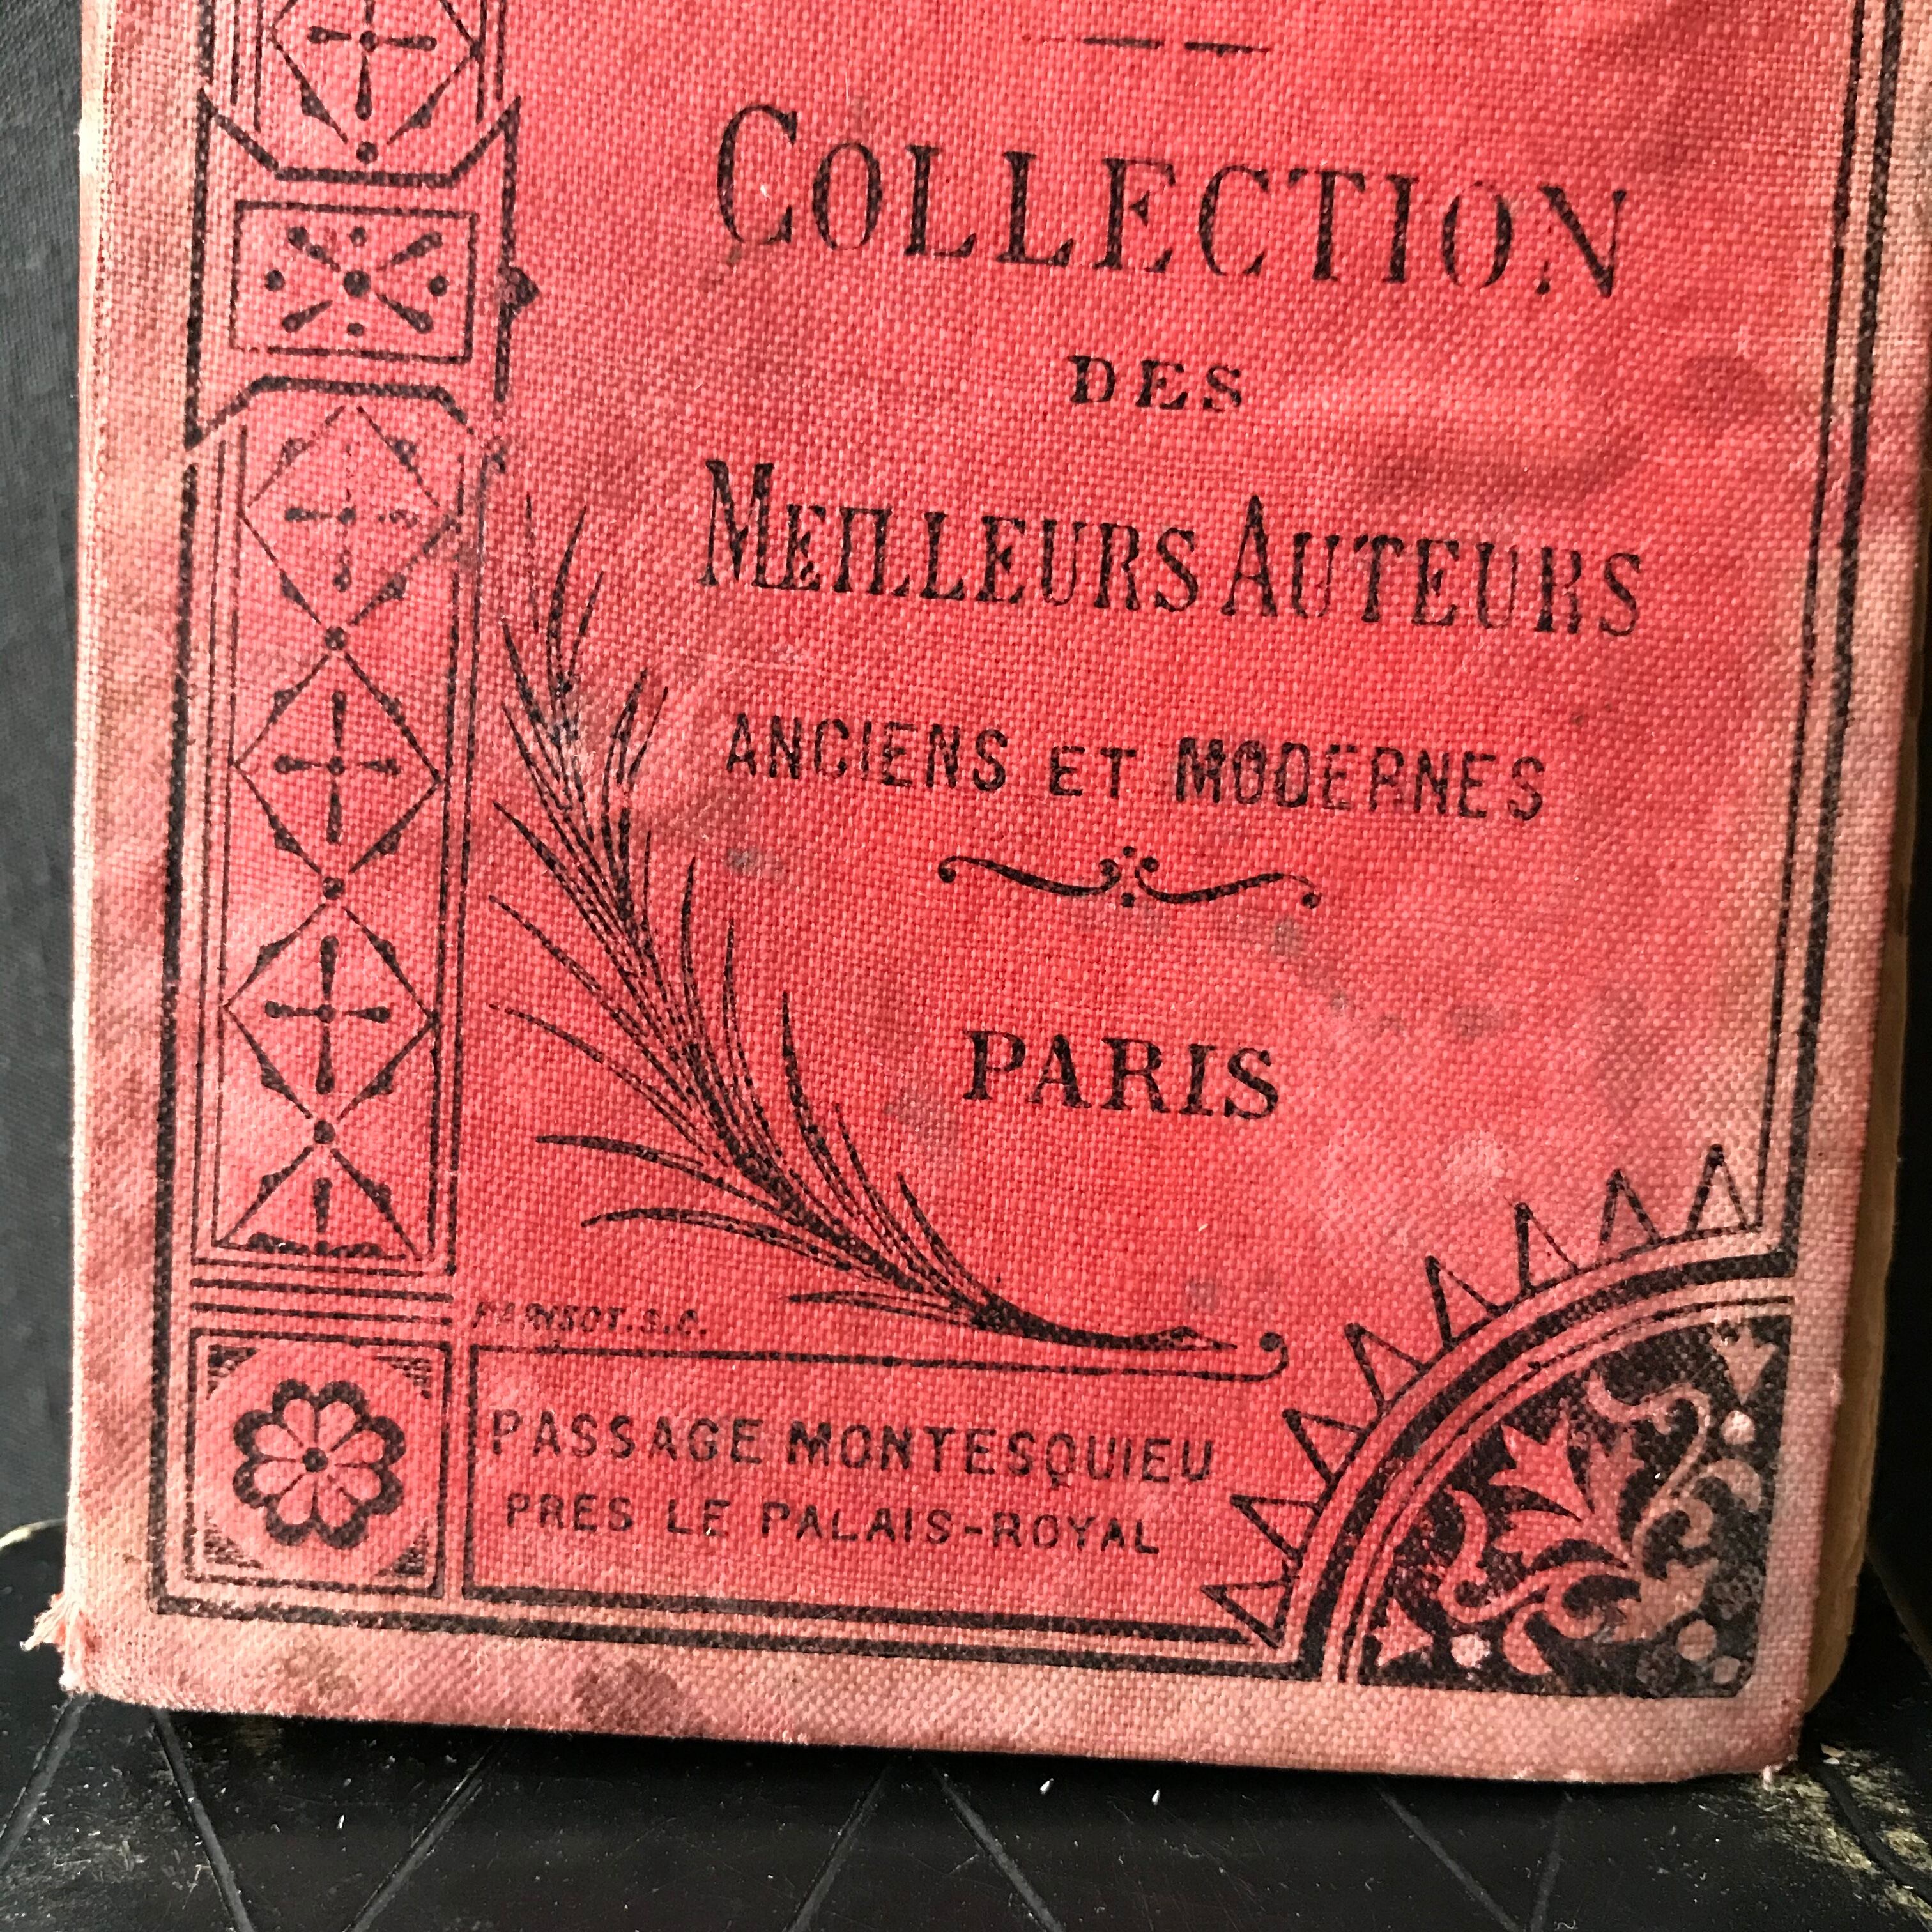 COLLECTION
DES
MEILLEURS AUTEURS
ANCIENS ET MODERNES
PARIS
S.C.
PASSAGE MONTESQUIEU
PRES LE PALAIS-ROYAL